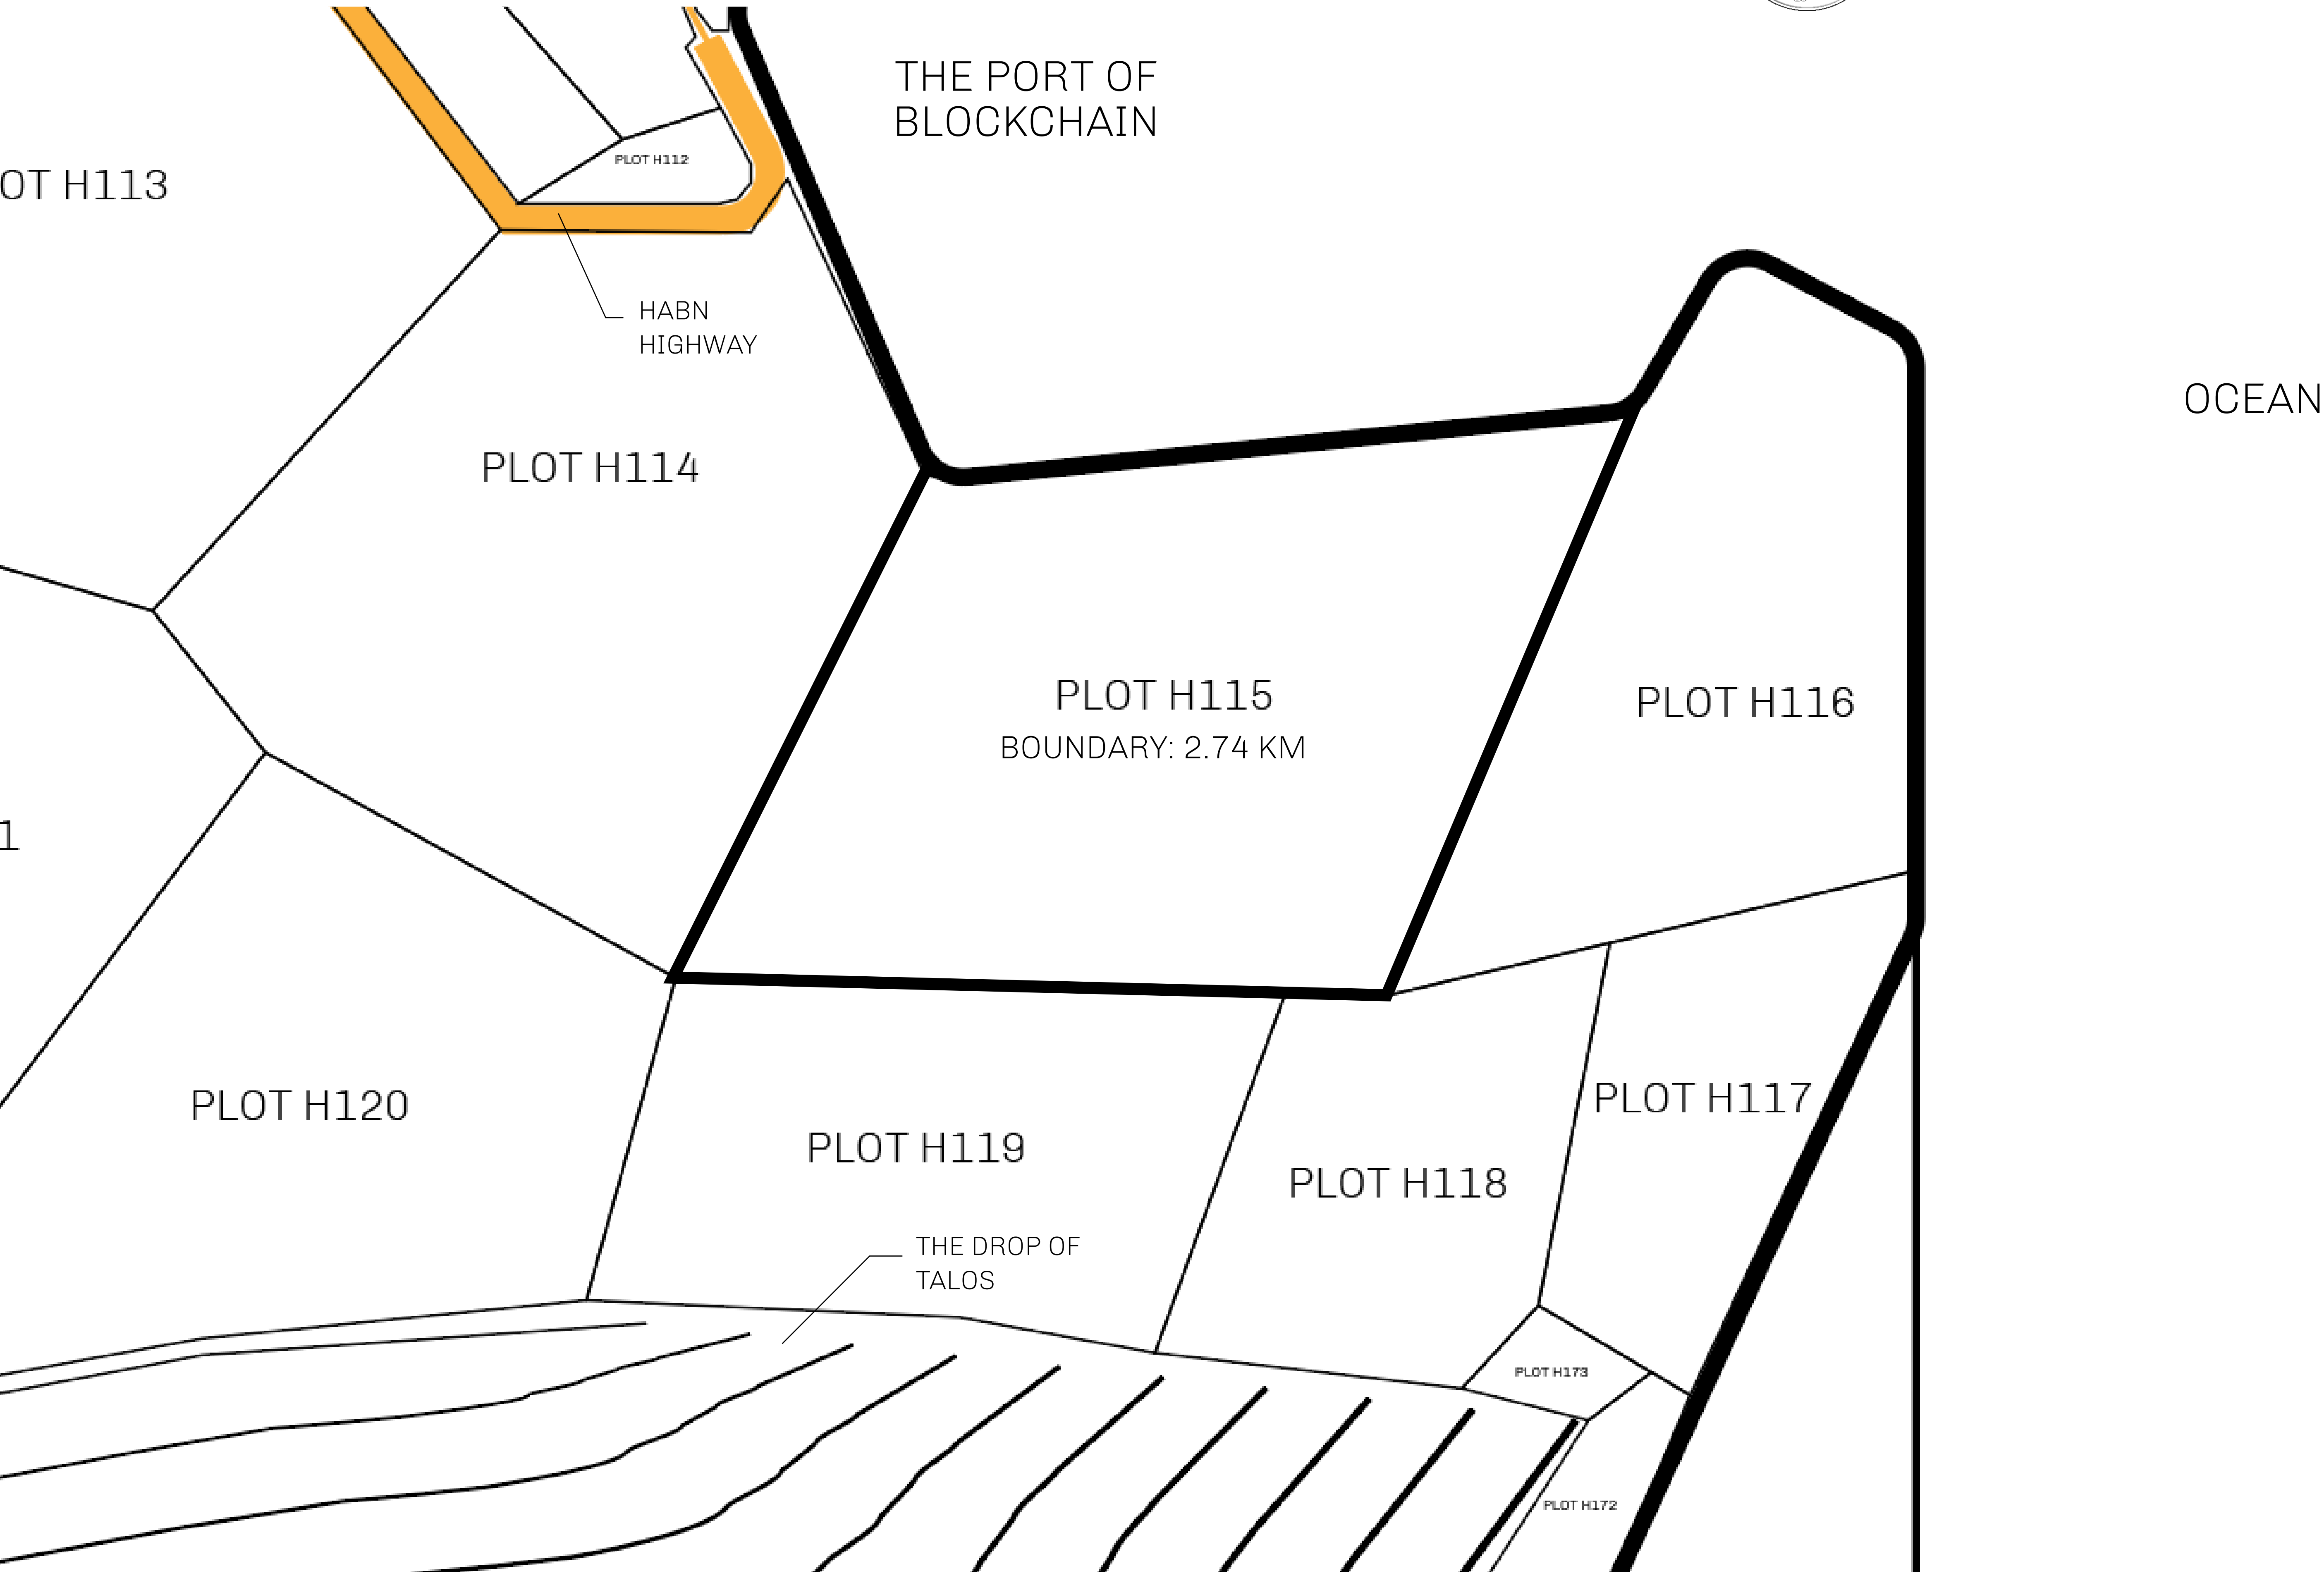 THE PORT OF
BLOCKCHAIN
PLOT H112
OT H113
HABN
HIGHWAY
OCEAN
PLOT H114
PLOT H115
BOUNDARY: 2.74 KM
PLOT H116
1
PLOT H120
PLOT H119
PLOT H118
PLOT H117
THE DROP OF
TALOS
PLOT H173
PLOT H172